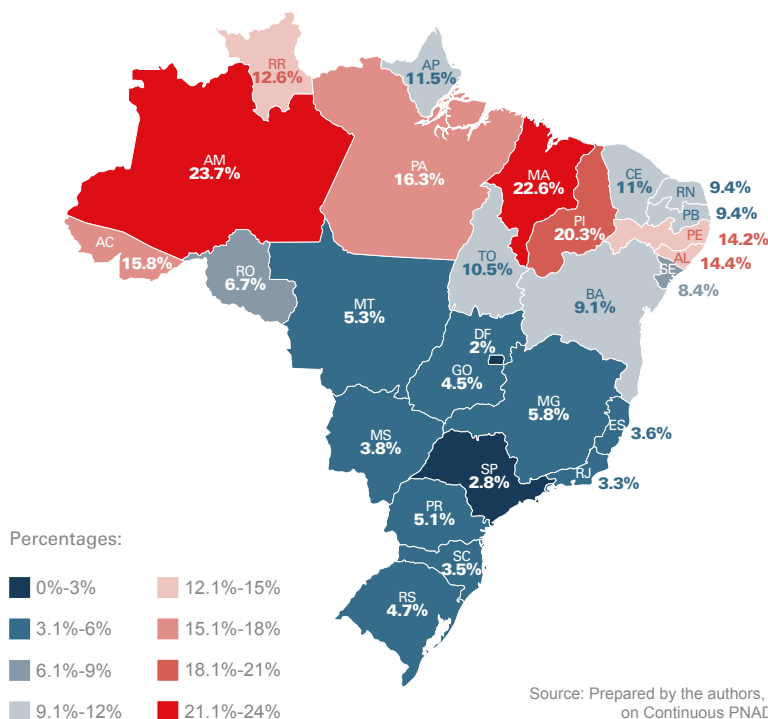 RR
12.6%
AP
11.5%
AM
23.7%
PA
16.3%
MA
22.6%
CE
11%
RN
9.4%
PB
9.4%
PI
20.3%
PE
14.2%
AL
14.4%
SE
8.4%
AC
15.8%
RO
6.7%
TO
10.5%
BA
9.1%
MT
5.3%
DF
2%
GO
4.5%
MG
5.8%
ES
3.6%
MS
3.8%
SP
2.8%
RJ
3.3%
PR
5.1%
SC
3.5%
RS
4.7%
Percentages:
0%-3%
3.1%-6%
6.1%-9%
9.1%-12%
12.1%-15%
15.1%-18%
18.1%-21%
21.1%-24%
Source: Prepared by the authors,
on Continuous PNAD